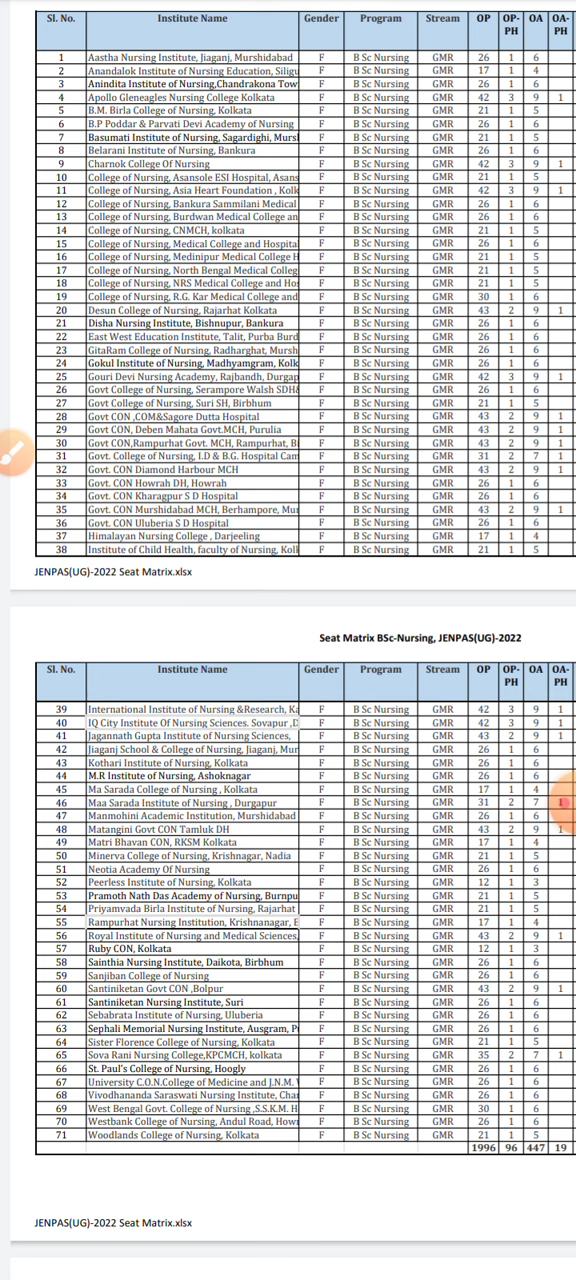 Sl. No. Institute Name Gender Program Stream OP OP-PH OA OA-PH
1 Aastha Nursing Institute, Jiaganj, Murshidabad F B Sc Nursing GMR 26 1 6
2 Anandalok Institute of Nursing Education, Siligu F B Sc Nursing GMR 17 1 4
3 Anindita Institute of Nursing,Chandrakona Tow F B Sc Nursing GMR 26 1 6
4 Apollo Gleneagles Nursing College Kolkata F B Sc Nursing GMR 42 3 9 1
5 B.M. Birla College of Nursing, Kolkata F B Sc Nursing GMR 21 1 5
6 B.P Poddar & Parvati Devi Academy of Nursing F B Sc Nursing GMR 26 1 6
7 Basumati Institute of Nursing, Sagardighi, Mursl F B Sc Nursing GMR 21 1 5
8 Belarani Institute of Nursing, Bankura F B Sc Nursing GMR 26 1 6
9 Charnok College Of Nursing F B Sc Nursing GMR 42 3 9 1
10 College of Nursing, Asansole ESI Hospital, Asans F B Sc Nursing GMR 21 1 5
11 College of Nursing, Asia Heart Foundation , Kolk F B Sc Nursing GMR 42 3 9 1
12 College of Nursing, Bankura Sammilani Medical F B Sc Nursing GMR 26 1 6
13 College of Nursing, Burdwan Medical College an F B Sc Nursing GMR 26 1 6
14 College of Nursing, CNMCH, kolkata F B Sc Nursing GMR 21 1 5
15 College of Nursing, Medical College and Hospita F B Sc Nursing GMR 26 1 6
16 College of Nursing, Medinipur Medical College H F B Sc Nursing GMR 21 1 5
17 College of Nursing, North Bengal Medical Colleg F B Sc Nursing GMR 21 1 5
18 College of Nursing, NRS Medical College and Hos F B Sc Nursing GMR 21 1 5
19 College of Nursing, R.G. Kar Medical College and F B Sc Nursing GMR 30 1 6
20 Desun College of Nursing, Rajarhat Kolkata F B Sc Nursing GMR 43 2 9 1
21 Disha Nursing Institute, Bishnupur, Bankura F B Sc Nursing GMR 26 1 6
22 East West Education Institute, Talit, Purba Burd F B Sc Nursing GMR 26 1 6
23 GitaRam College of Nursing, Radharghat, Mursh F B Sc Nursing GMR 26 1 6
24 Gokul Institute of Nursing, Madhyamgram, Kolk F B Sc Nursing GMR 26 1 6
25 Gouri Devi Nursing Academy, Rajbandh, Durgap F B Sc Nursing GMR 42 3 9 1
26 Govt College of Nursing, Serampore Walsh SDH& F B Sc Nursing GMR 26 1 6
27 Govt College of Nursing, Suri SH, Birbhum F B Sc Nursing GMR 21 1 5
28 Govt CON ,COM&Sagore Dutta Hospital F B Sc Nursing GMR 43 2 9 1
29 Govt CON, Deben Mahata Govt.MCH, Purulia F B Sc Nursing GMR 43 2 9 1
30 Govt CON,Rampurhat Govt. MCH, Rampurhat, Bi F B Sc Nursing GMR 43 2 9 1
31 Govt. College of Nursing, I.D & B.G. Hospital Cam F B Sc Nursing GMR 31 2 7 1
32 Govt. CON Diamond Harbour MCH F B Sc Nursing GMR 43 2 9 1
33 Govt. CON Howrah DH, Howrah F B Sc Nursing GMR 26 1 6
34 Govt. CON Kharagpur S D Hospital F B Sc Nursing GMR 26 1 6
35 Govt. CON Murshidabad MCH, Berhampore, Mur F B Sc Nursing GMR 43 2 9 1
36 Govt. CON Uluberia S D Hospital F B Sc Nursing GMR 26 1 6
37 Himalayan Nursing College , Darjeeling F B Sc Nursing GMR 17 1 4
38 Institute of Child Health, faculty of Nursing, Kolk F B Sc Nursing GMR 21 1 5
JENPAS(UG)-2022 Seat Matrix.xlsx
Seat Matrix BSc-Nursing, JENPAS(UG)-2022
Sl. No. Institute Name Gender Program Stream OP OP-PH OA OA-PH
39 International Institute of Nursing &Research, Ka F B Sc Nursing GMR 42 3 9 1
40 IQ City Institute Of Nursing Sciences. Sovapur ,D F B Sc Nursing GMR 42 3 9 1
41 Jagannath Gupta Institute of Nursing Sciences, F B Sc Nursing GMR 43 2 9 1
42 Jiaganj School & College of Nursing, Jiaganj, Mur F B Sc Nursing GMR 26 1 6
43 Kothari Institute of Nursing, Kolkata F B Sc Nursing GMR 26 1 6
44 M.R Institute of Nursing, Ashoknagar F B Sc Nursing GMR 26 1 6
45 Ma Sarada College of Nursing , Kolkata F B Sc Nursing GMR 17 1 4
46 Maa Sarada Institute of Nursing , Durgapur F B Sc Nursing GMR 31 2 7 1
47 Manmohini Academic Institution, Murshidabad F B Sc Nursing GMR 26 1 6
48 Matangini Govt CON Tamluk DH F B Sc Nursing GMR 43 2 9 1
49 Matri Bhavan CON, RKSM Kolkata F B Sc Nursing GMR 17 1 4
50 Minerva College of Nursing, Krishnagar, Nadia F B Sc Nursing GMR 21 1 5
51 Neotia Academy Of Nursing F B Sc Nursing GMR 26 1 6
52 Peerless Institute of Nursing, Kolkata F B Sc Nursing GMR 12 1 3
53 Pramoth Nath Das Academy of Nursing, Burnpu F B Sc Nursing GMR 21 1 5
54 Priyamvada Birla Institute of Nursing, Rajarhat F B Sc Nursing GMR 21 1 5
55 Rampurhat Nursing Institution, Krishnanagar, B F B Sc Nursing GMR 17 1 4
56 Royal Institute of Nursing and Medical Sciences, F B Sc Nursing GMR 43 2 9 1
57 Ruby CON, Kolkata F B Sc Nursing GMR 12 1 3
58 Sainthia Nursing Institute, Daikota, Birbhum F B Sc Nursing GMR 26 1 6
59 Sanjiban College of Nursing F B Sc Nursing GMR 26 1 6
60 Santiniketan Govt CON ,Bolpur F B Sc Nursing GMR 43 2 9 1
61 Santiniketan Nursing Institute, Suri F B Sc Nursing GMR 26 1 6
62 Sebabrata Institute of Nursing, Uluberia F B Sc Nursing GMR 26 1 6
63 Sephali Memorial Nursing Institute, Ausgram, P F B Sc Nursing GMR 26 1 6
64 Sister Florence College of Nursing, Kolkata F B Sc Nursing GMR 21 1 5
65 Sova Rani Nursing College,KPCMCH, kolkata F B Sc Nursing GMR 35 2 7 1
66 St. Paul's College of Nursing, Hoogly F B Sc Nursing GMR 26 1 6
67 University C.O.N.College of Medicine and J.N.M. F B Sc Nursing GMR 26 1 6
68 Vivodhananda Saraswati Nursing Institute, Cha F B Sc Nursing GMR 26 1 6
69 West Bengal Govt. College of Nursing ,S.S.K.M. H F B Sc Nursing GMR 30 1 6
70 Westbank College of Nursing, Andul Road, How F B Sc Nursing GMR 26 1 6
71 Woodlands College of Nursing, Kolkata F B Sc Nursing GMR 21 1 5
1996 96 447 19
JENPAS(UG)-2022 Seat Matrix.xlsx